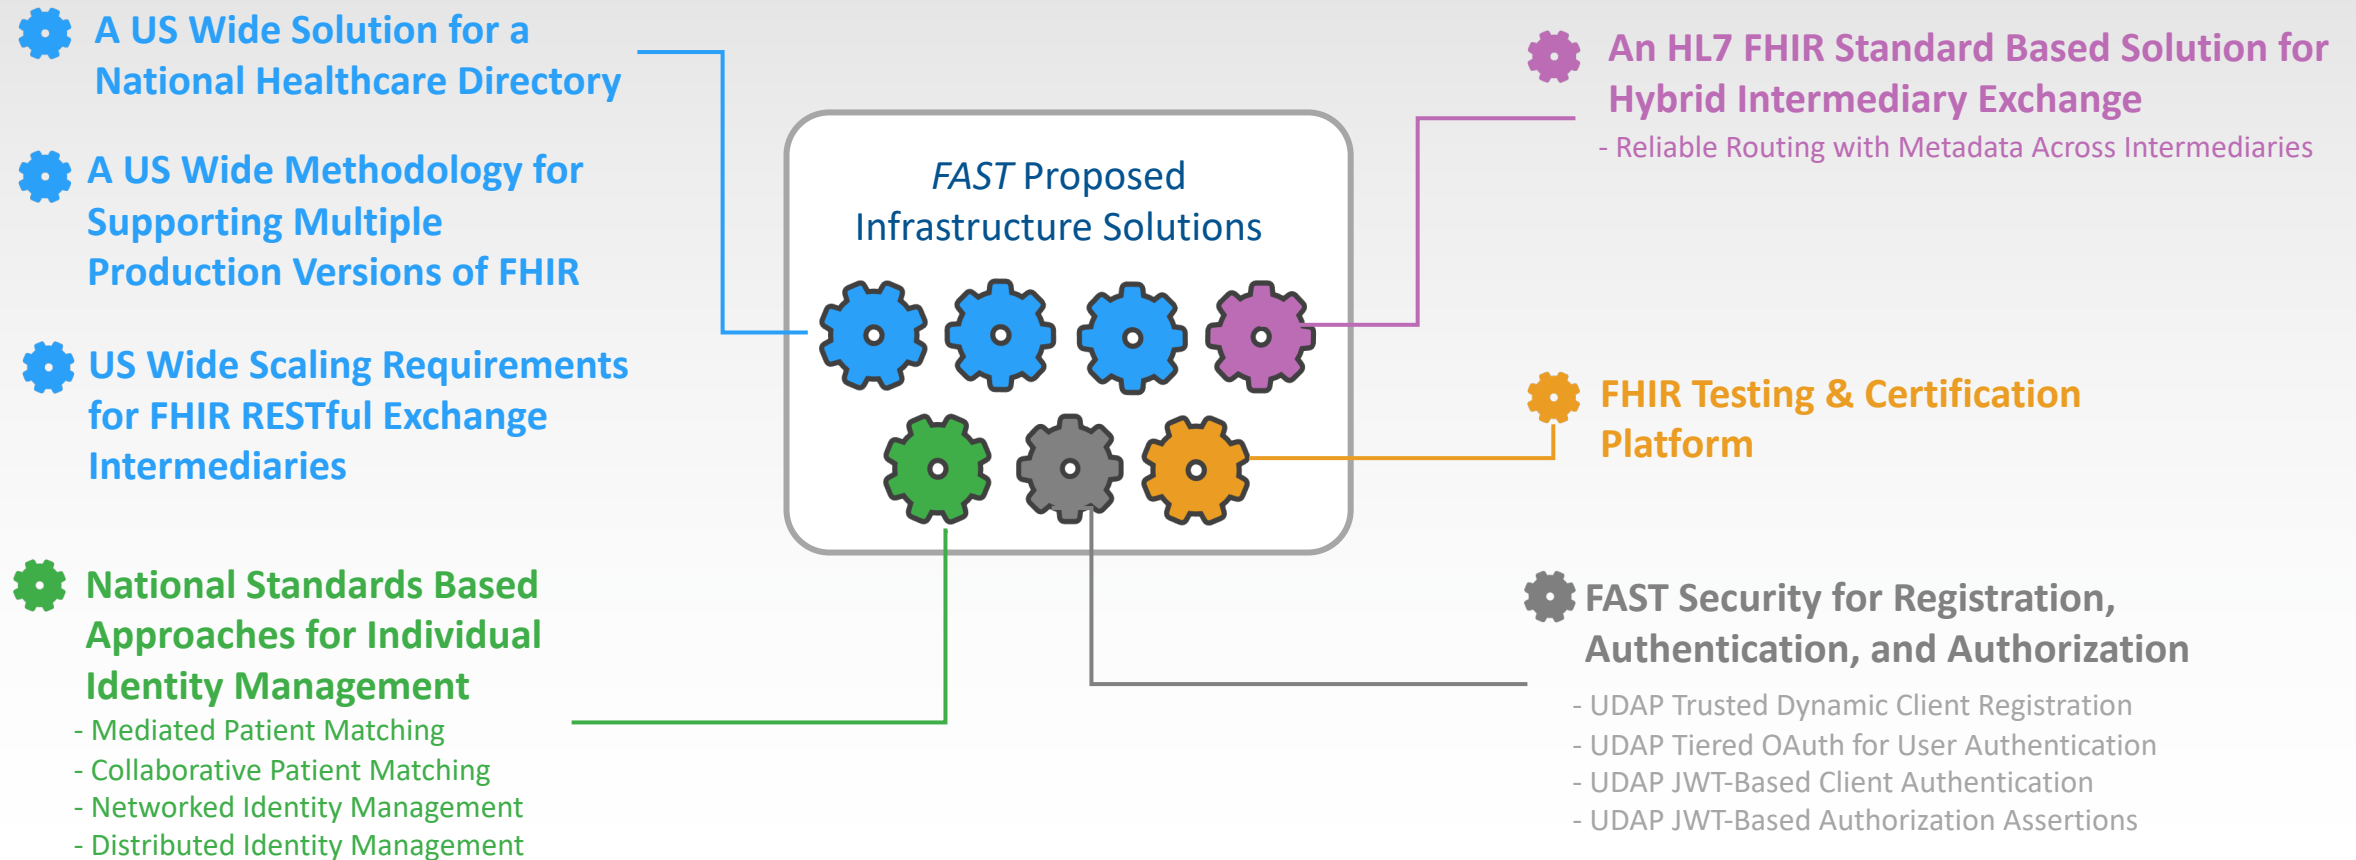 A US Wide Solution for a
National Healthcare Directory
A US Wide Methodology for
Supporting Multiple
Production Versions of FHIR
US Wide Scaling Requirements
for FHIR RESTful Exchange
Intermediaries
National Standards Based
Approaches for Individual
Identity Management
- Mediated Patient Matching
- Collaborative Patient Matching
- Networked Identity Management
- Distributed Identity Management
FAST Proposed
Infrastructure Solutions
An HL7 FHIR Standard Based Solution for
Hybrid Intermediary Exchange
- Reliable Routing with Metadata Across Intermediaries
FHIR Testing & Certification
Platform
FAST Security for Registration,
Authentication, and Authorization
- UDAP Trusted Dynamic Client Registration
- UDAP Tiered OAuth for User Authentication
- UDAP JWT-Based Client Authentication
- UDAP JWT-Based Authorization Assertions